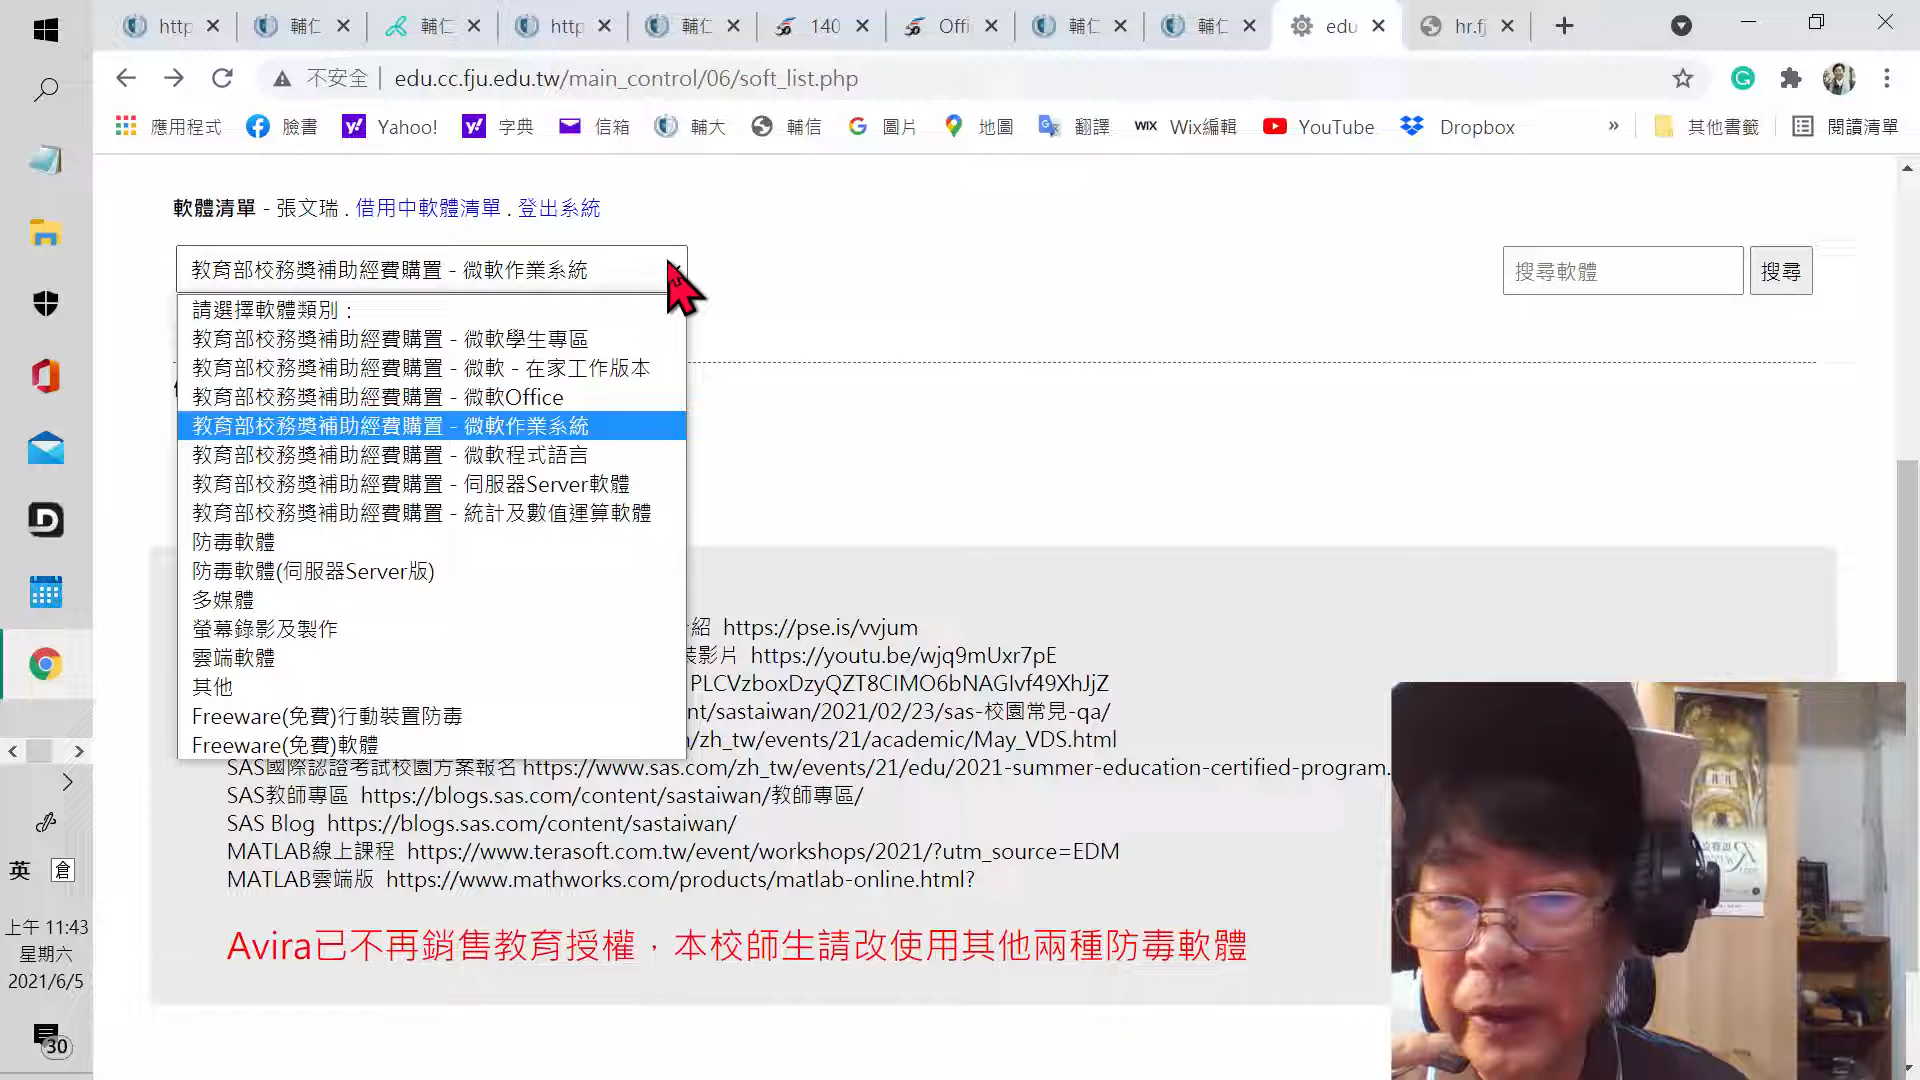 http
輔仁
輔仁
http
輔仁
140
Offi
輔仁
輔仁
edu
hr.fj
不安全
edu.cc.fju.edu.tw/main_control/06/soft_list.php
應用程式
臉書
Yahoo!
字典
信箱
輔大
輔信
圖片
地圖
翻譯
WIX Wix編輯
YouTube
Dropbox
»
其他書籤
閱讀清單
軟體清單 - 張文瑞 . 借用中軟體清單 . 登出系統
教育部校務獎補助經費購置 - 微軟作業系統
搜尋軟體
搜尋
請選擇軟體類別：
教育部校務獎補助經費購置 - 微軟學生專區
教育部校務獎補助經費購置 - 微軟 - 在家工作版本
教育部校務獎補助經費購置 - 微軟Office
教育部校務獎補助經費購置 - 微軟作業系統
教育部校務獎補助經費購置 - 微軟程式語言
教育部校務獎補助經費購置 - 伺服器Server軟體
教育部校務獎補助經費購置 - 統計及數值運算軟體
防毒軟體
防毒軟體(伺服器Server版)
多媒體
螢幕錄影及製作
雲端軟體
其他
Freeware(免費)行動裝置防毒
Freeware(免費)軟體
紹 https://pse.is/vvjum
裝影片 https://youtu.be/wjq9mUxr7pE
PLCVzboxDzyQZT8CIMO6bNAGIvf49XhJjZ
nt/sastaiwan/2021/02/23/sas-校園常見-qa/
/zh_tw/events/21/academic/May_VDS.html
SAS國際認證考試校園方案報名 https://www.sas.com/zh_tw/events/21/edu/2021-summer-education-certified-program.
SAS教師專區 https://blogs.sas.com/content/sastaiwan/教師專區/
SAS Blog https://blogs.sas.com/content/sastaiwan/
MATLAB線上課程 https://www.terasoft.com.tw/event/workshops/2021/?utm_source=EDM
MATLAB雲端版 https://www.mathworks.com/products/matlab-online.html?
Avira已不再銷售教育授權，本校師生請改使用其他兩種防毒軟體
英
倉
上午 11:43
星期六
2021/6/5
30